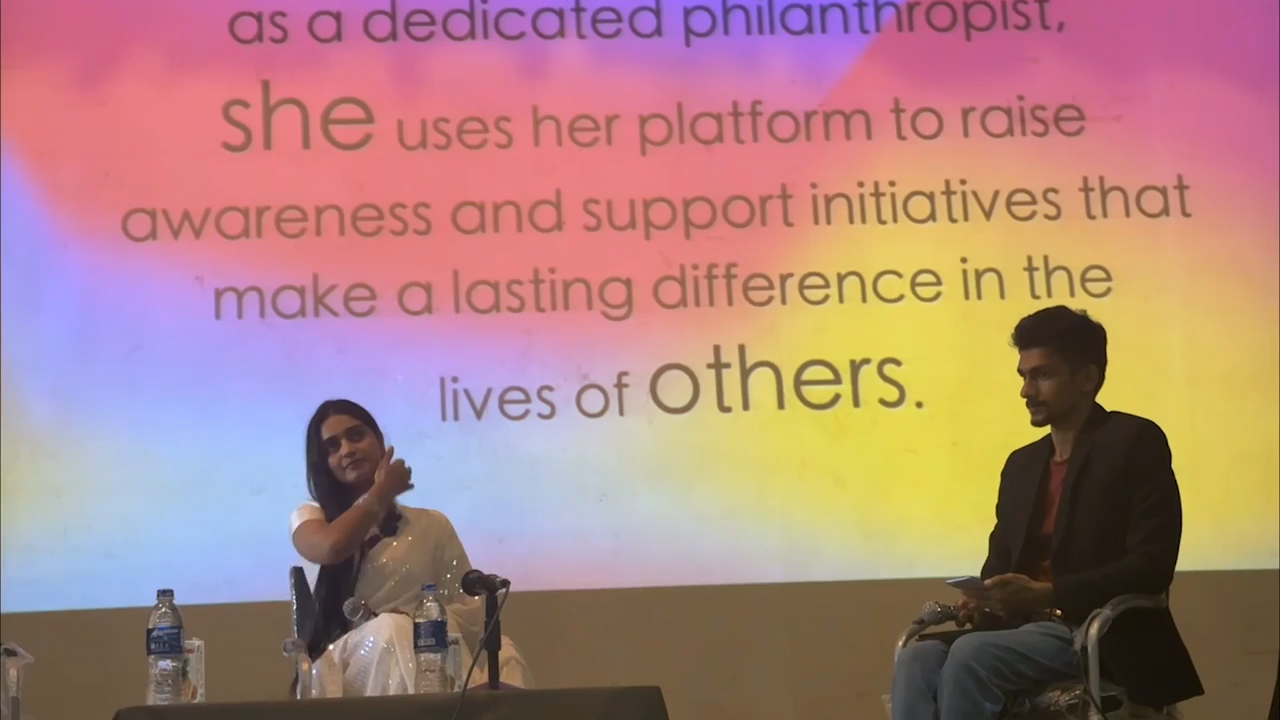 as a dedicated philanthropist,
she uses her platform to raise
awareness and support initiatives that
make a lasting difference in the
lives of others.